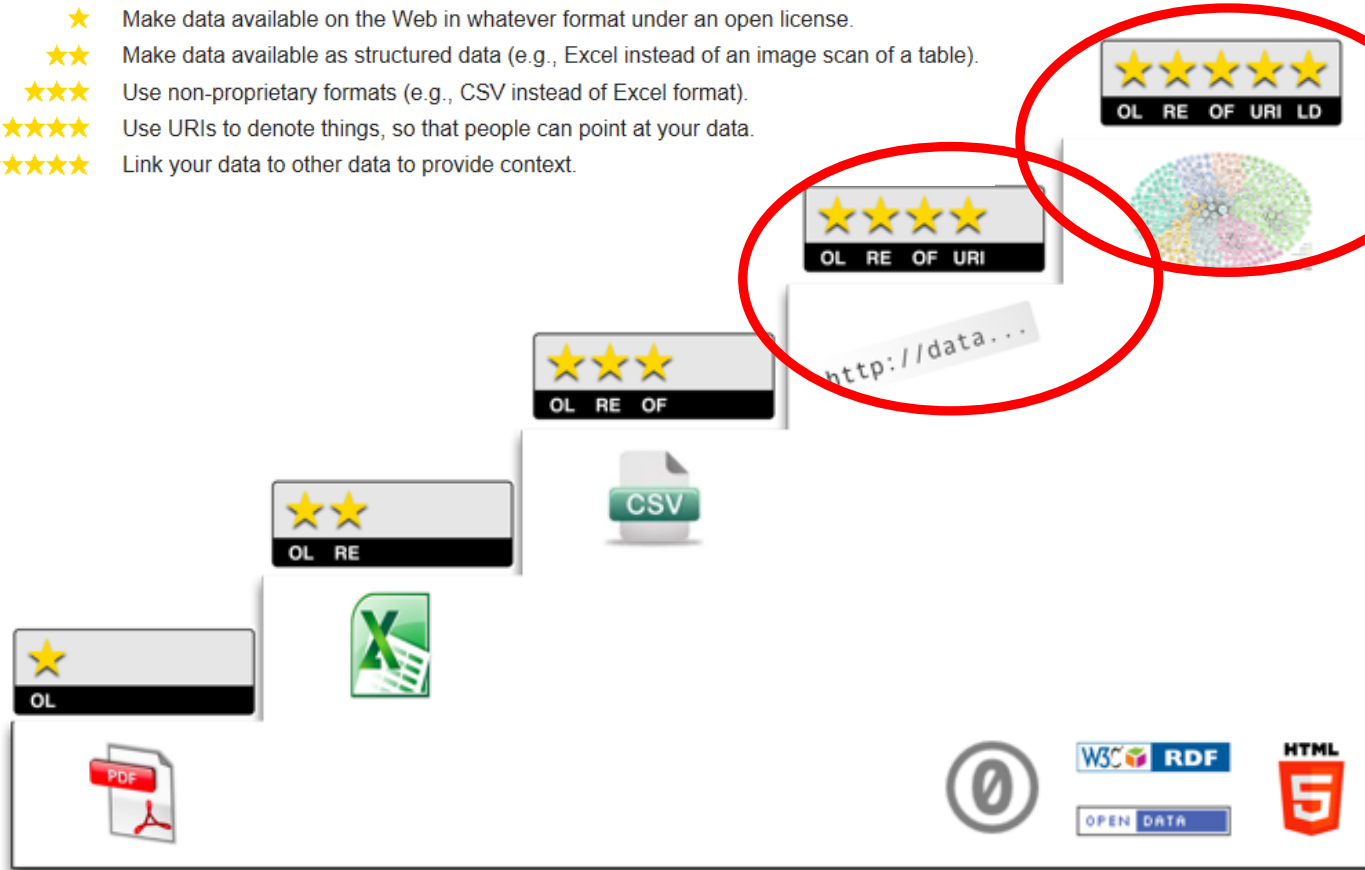 Make data available on the Web in whatever format under an open license.
Make data available as structured data (e.g., Excel instead of an image scan of a table).
Use non-proprietary formats (e.g., CSV instead of Excel format).
Use URIs to denote things, so that people can point at your data.
Link your data to other data to provide context.
OL RE OF URI LD
OL RE OF URI
http://data...
OL RE OF
CSV
OL RE
X
OL
PDF
0
W3C RDF
OPEN DATA
HTML
5